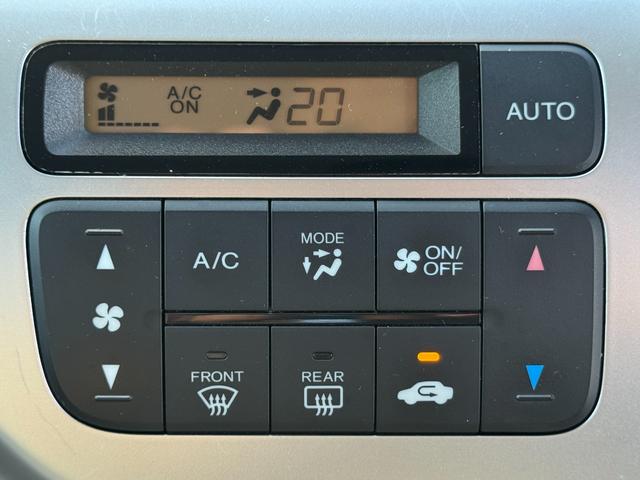 A/C
ON
20
AUTO
A/C
MODE
ON/
OFF
FRONT
REAR